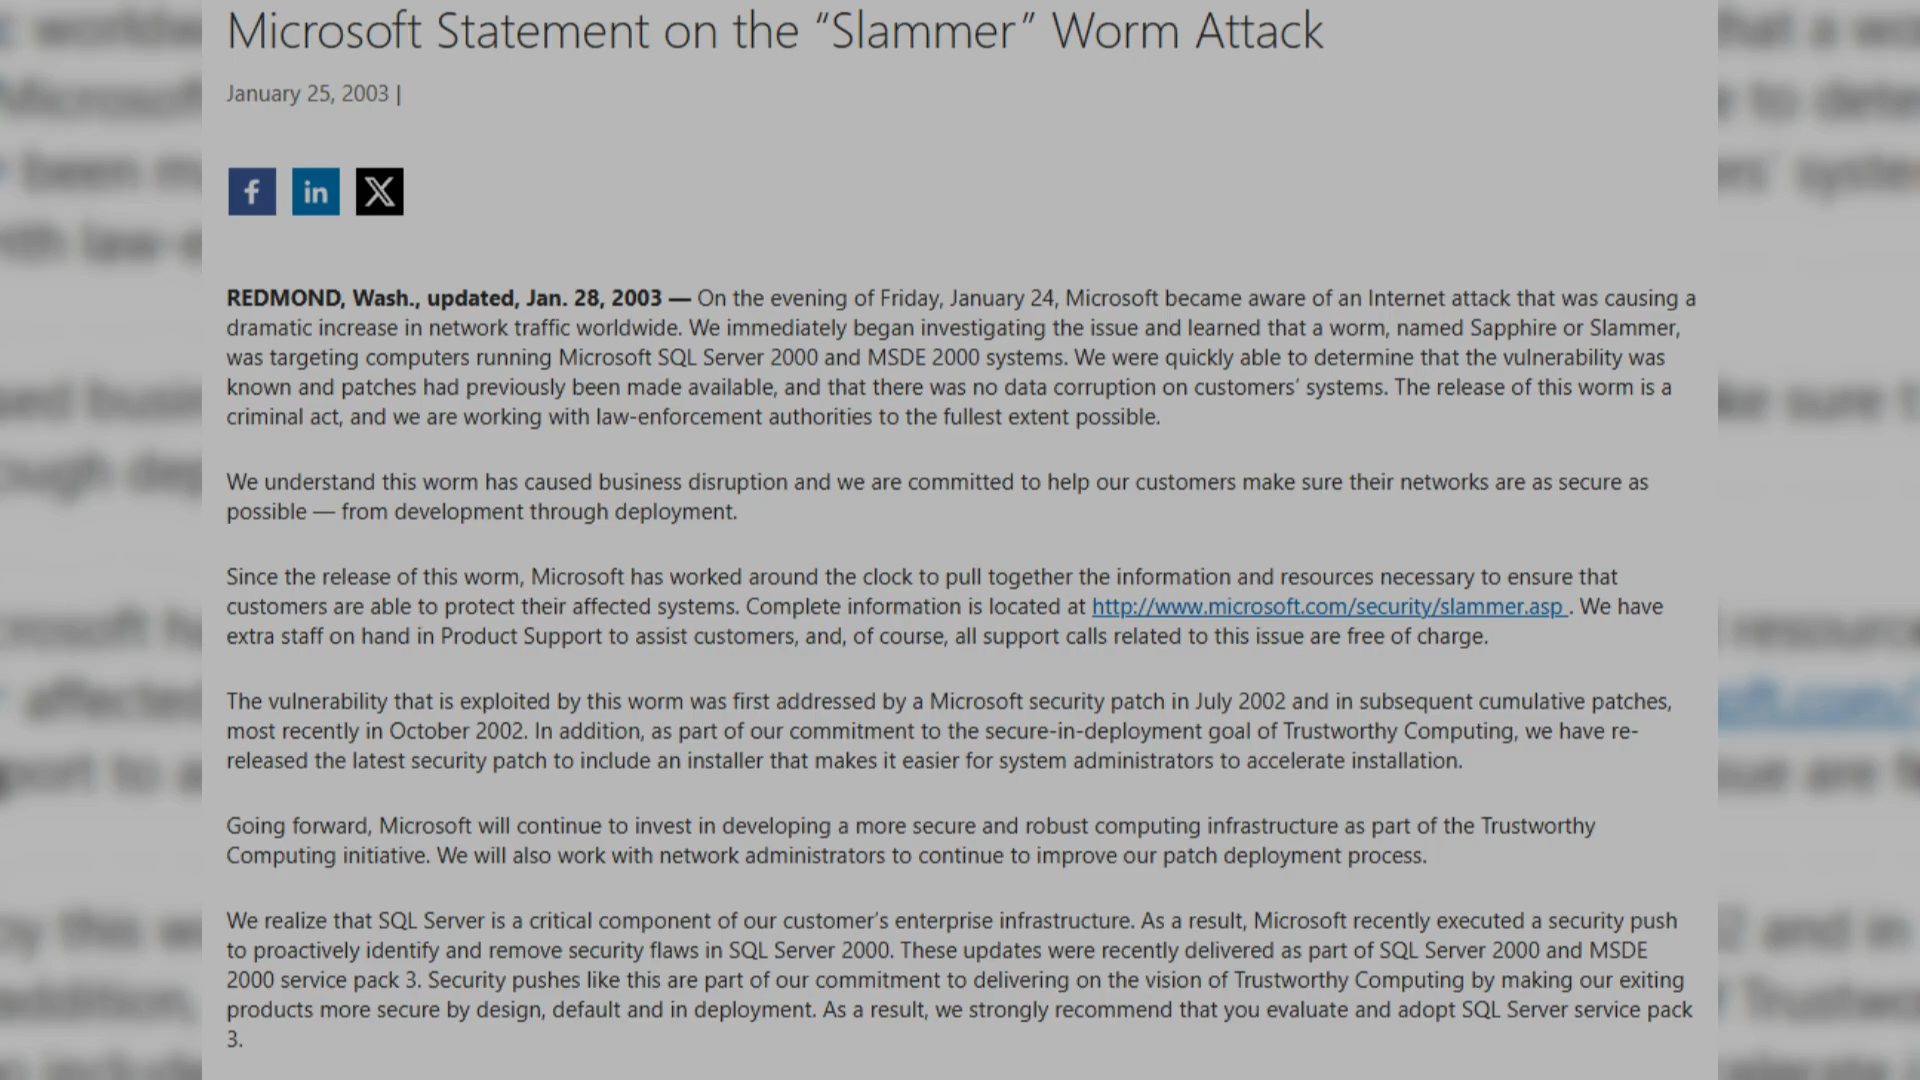 Microsoft Statement on the “Slammer” Worm Attack
January 25, 2003 |
f in X
REDMOND, Wash., updated, Jan. 28, 2003 — On the evening of Friday, January 24, Microsoft became aware of an Internet attack that was causing a
dramatic increase in network traffic worldwide. We immediately began investigating the issue and learned that a worm, named Sapphire or Slammer,
was targeting computers running Microsoft SQL Server 2000 and MSDE 2000 systems. We were quickly able to determine that the vulnerability was
known and patches had previously been made available, and that there was no data corruption on customers’ systems. The release of this worm is a
criminal act, and we are working with law-enforcement authorities to the fullest extent possible.
We understand this worm has caused business disruption and we are committed to help our customers make sure their networks are as secure as
possible — from development through deployment.
Since the release of this worm, Microsoft has worked around the clock to pull together the information and resources necessary to ensure that
customers are able to protect their affected systems. Complete information is located at http://www.microsoft.com/security/slammer.asp . We have
extra staff on hand in Product Support to assist customers, and, of course, all support calls related to this issue are free of charge.
The vulnerability that is exploited by this worm was first addressed by a Microsoft security patch in July 2002 and in subsequent cumulative patches,
most recently in October 2002. In addition, as part of our commitment to the secure-in-deployment goal of Trustworthy Computing, we have re-
released the latest security patch to include an installer that makes it easier for system administrators to accelerate installation.
Going forward, Microsoft will continue to invest in developing a more secure and robust computing infrastructure as part of the Trustworthy
Computing initiative. We will also work with network administrators to continue to improve our patch deployment process.
We realize that SQL Server is a critical component of our customer’s enterprise infrastructure. As a result, Microsoft recently executed a security push
to proactively identify and remove security flaws in SQL Server 2000. These updates were recently delivered as part of SQL Server 2000 and MSDE
2000 service pack 3. Security pushes like this are part of our commitment to delivering on the vision of Trustworthy Computing by making our exiting
products more secure by design, default and in deployment. As a result, we strongly recommend that you evaluate and adopt SQL Server service pack
3.